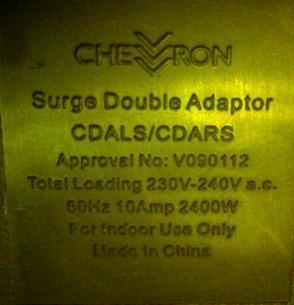 CHEVRON
Surge Double Adaptor
CDALS/CDARS
Approval No: V090112
Total Loading 230V-240V a.c.
50Hz 10Amp 2400W
For Indoor Use Only
Made in China